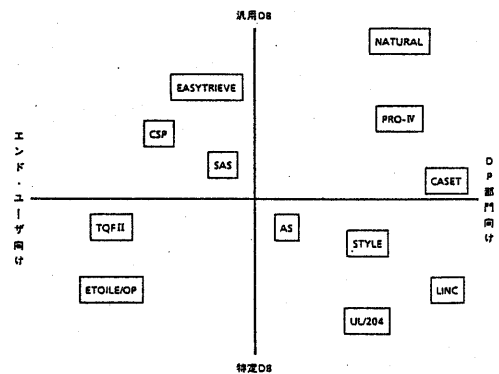 汎用DB
NATURAL
EASYTRIEVE
PRO-Ⅳ
CSP
SAS
CASET
エンド・ユーザ向け
DP部門向け
TQFⅡ
AS
STYLE
ETOILE/OP
LINC
UL/204
特定DB